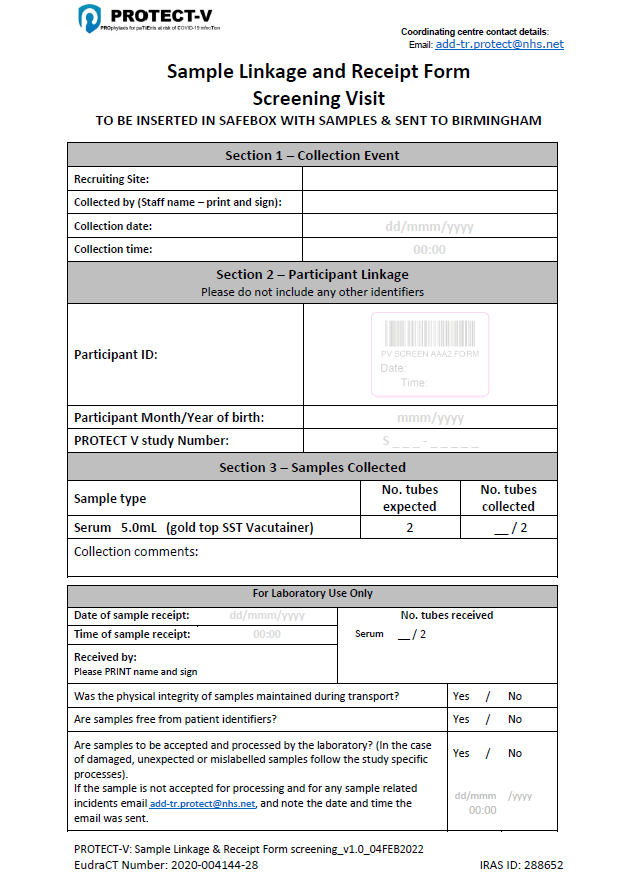 PROTECT-V
PROphylaxis for paTiEnts at risk of COVID-19 infecTion
Coordinating centre contact details:
Email: add-tr.protect@nhs.net
Sample Linkage and Receipt Form
Screening Visit
TO BE INSERTED IN SAFEBOX WITH SAMPLES & SENT TO BIRMINGHAM
Section 1 – Collection Event
Recruiting Site:
Collected by (Staff name – print and sign):
Collection date: dd/mmm/yyyy
Collection time: 00:00
Section 2 – Participant Linkage
Please do not include any other identifiers
Participant ID:
PV SCREEN AAA2 FORM
Date:
Time:
Participant Month/Year of birth: mmm/yyyy
PROTECT V study Number: S _ _ _ - _ _ _ _ _
Section 3 – Samples Collected
Sample type
No. tubes
expected
No. tubes
collected
Serum 5.0mL (gold top SST Vacutainer) 2 __ / 2
Collection comments:
For Laboratory Use Only
Date of sample receipt: dd/mmm/yyyy
Time of sample receipt: 00:00
Received by:
Please PRINT name and sign
No. tubes received
Serum __ / 2
Was the physical integrity of samples maintained during transport? Yes / No
Are samples free from patient identifiers? Yes / No
Are samples to be accepted and processed by the laboratory? (In the case
of damaged, unexpected or mislabelled samples follow the study specific
processes).
If the sample is not accepted for processing and for any sample related
incidents email add-tr.protect@nhs.net, and note the date and time the
email was sent.
Yes / No
dd/mmm /yyyy
00:00
PROTECT-V: Sample Linkage & Receipt Form screening_v1.0_04FEB2022
EudraCT Number: 2020-004144-28 IRAS ID: 288652